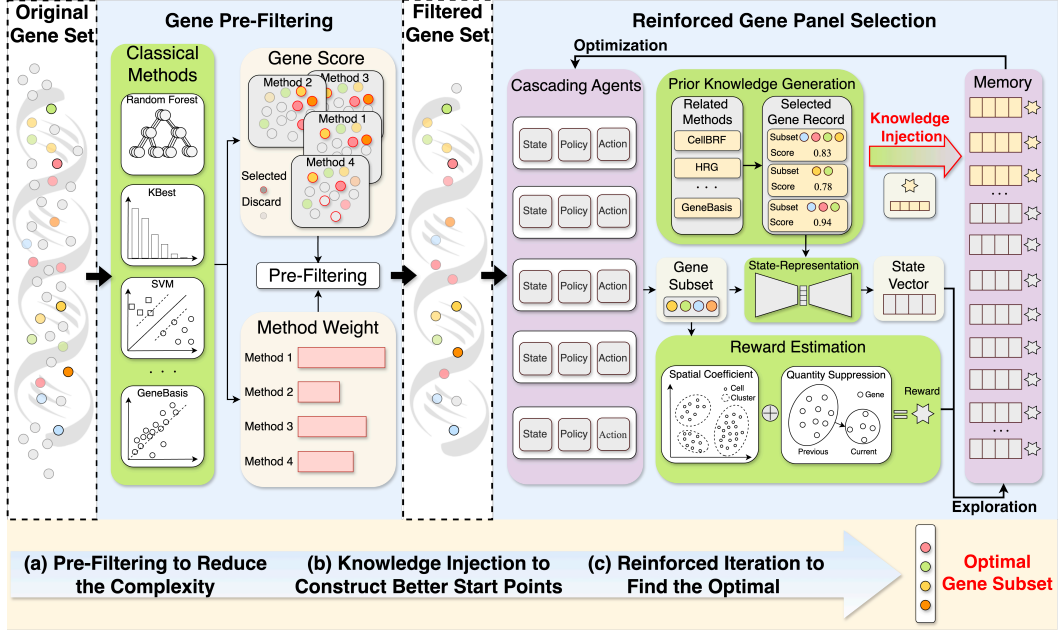 Original
Gene Set
Gene Pre-Filtering
Filtered
Gene Set
Reinforced Gene Panel Selection
Classical
Methods
Random Forest
KBest
SVM
. . .
GeneBasis
Gene Score
Method 2
Method 3
Method 1
Method 4
Selected
Discard
Pre-Filtering
Method Weight
Method 1
Method 2
Method 3
Method 4
Optimization
Cascading Agents
State Policy Action
State Policy Action
State Policy Action
State Policy Action
State Policy Action
Prior Knowledge Generation
Related
Methods
CellBRF
HRG
. . .
GeneBasis
Selected
Gene Record
Subset
Score 0.83
Subset
Score 0.78
Subset
Score 0.94
Knowledge
Injection
Memory
. . .
. . .
Gene
Subset
State-Representation
State
Vector
Reward Estimation
Spatial Coefficient
Cell
Cluster
Quantity Suppression
Gene
Previous
Current
Reward
Exploration
(a) Pre-Filtering to Reduce
the Complexity
(b) Knowledge Injection to
Construct Better Start Points
(c) Reinforced Iteration to
Find the Optimal
Optimal
Gene Subset